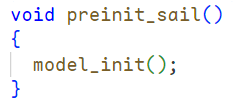 void preinit_sail()
{
  model_init();
}